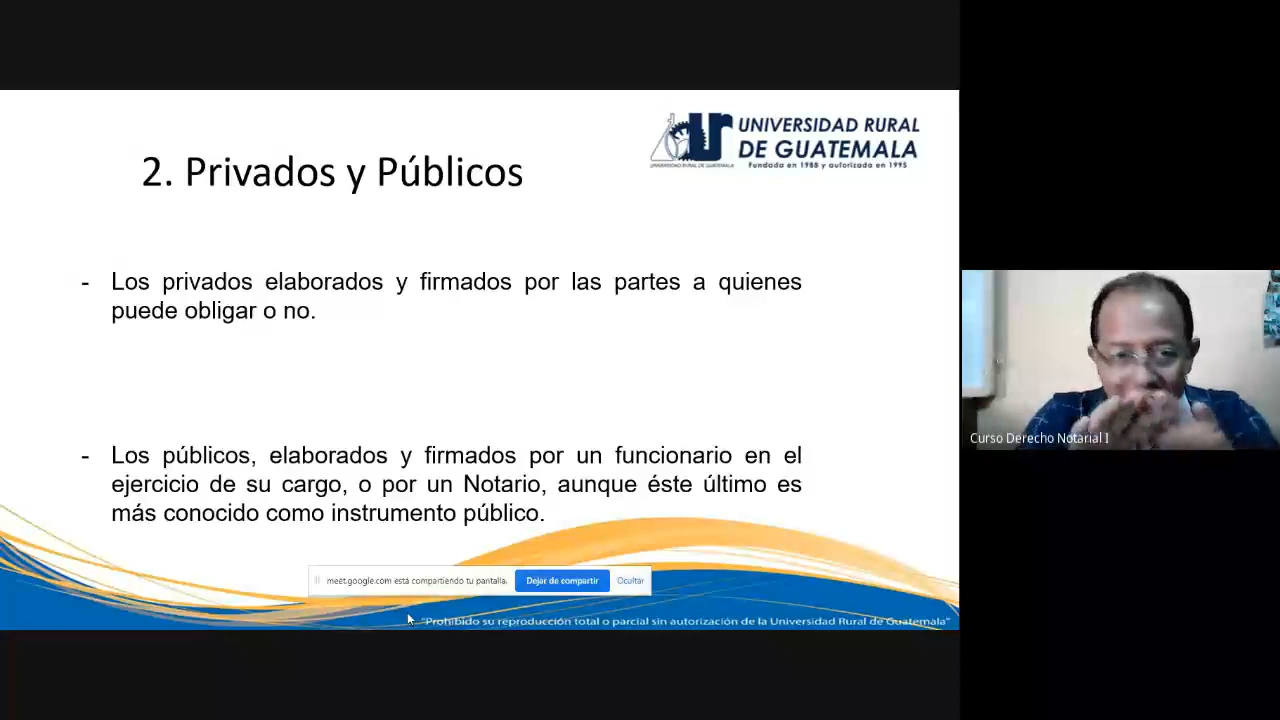 UNIVERSIDAD RURAL
DE GUATEMALA
Fundada en 1988 y autorizada en 1995
UNIVERSIDAD RURAL DE GUATEMALA
2. Privados y Públicos
- Los privados elaborados y firmados por las partes a quienes
puede obligar o no.
- Los públicos, elaborados y firmados por un funcionario en el
ejercicio de su cargo, o por un Notario, aunque éste último es
más conocido como instrumento público.
meet.google.com está compartiendo tu pantalla. Dejar de compartir Ocultar
"Prohibido su reproducción total o parcial sin autorización de la Universidad Rural de Guatemala"
Curso Derecho Notarial I